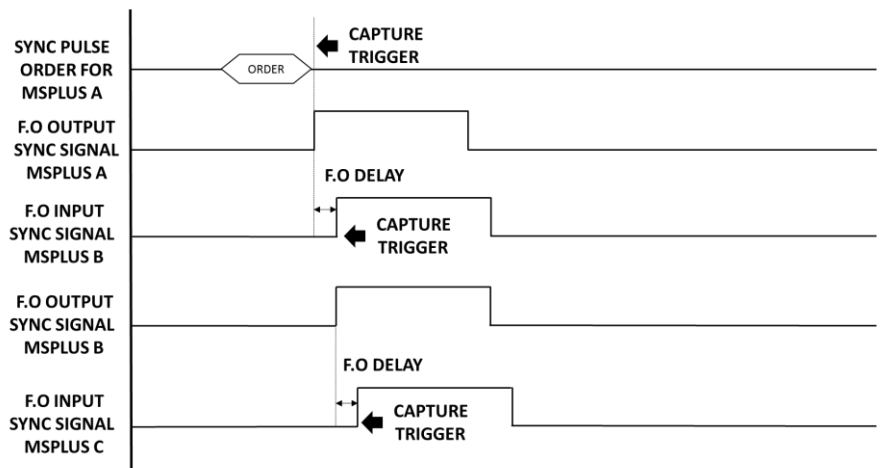 SYNC PULSE
ORDER FOR
MSPLUS A
ORDER
CAPTURE
TRIGGER
F.O OUTPUT
SYNC SIGNAL
MSPLUS A
F.O DELAY
F.O INPUT
SYNC SIGNAL
MSPLUS B
CAPTURE
TRIGGER
F.O OUTPUT
SYNC SIGNAL
MSPLUS B
F.O DELAY
F.O INPUT
SYNC SIGNAL
MSPLUS C
CAPTURE
TRIGGER